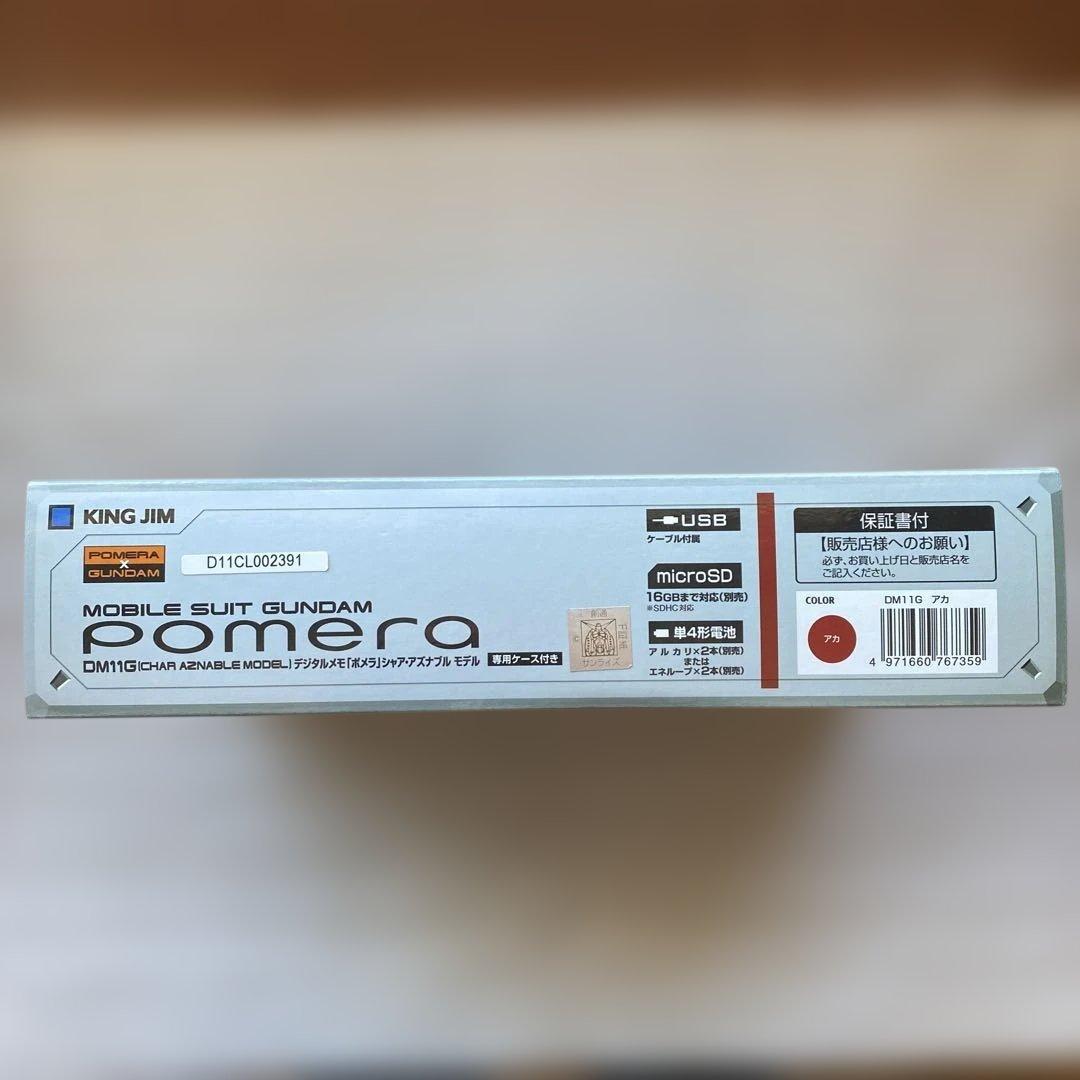 KING JIM
POMERA
×
GUNDAM
D11CL002391
MOBILE SUIT GUNDAM
pomera
DM11G(CHAR AZNABLE MODEL) デジタルメモ「ポメラ」シャア・アズナブル モデル 専用ケース付き
創通
サンライズ
USB
ケーブル付属
microSD
16GBまで対応(別売)
※SDHC対応
単4形電池
アルカリ×2本(別売)
または
エネループ×2本(別売)
保証書付
【販売店様へのお願い】
必ず、お買い上げ日と販売店名を
ご記入ください。
COLOR
アカ
DM11G アカ
4 971660 767359